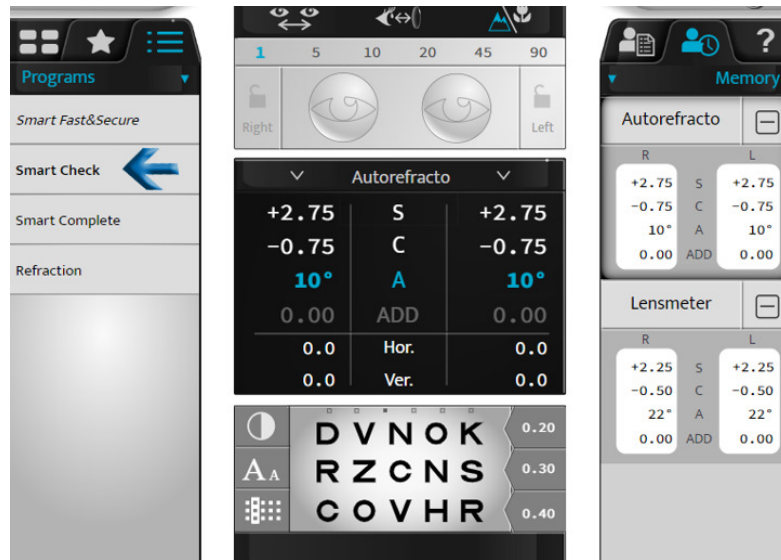 Programs
Smart Fast&Secure
Smart Check
Smart Complete
Refraction
1 5 10 20 45 90
Right Left
Autorefracto
+2.75 S +2.75
-0.75 C -0.75
10° A 10°
0.00 ADD 0.00
0.0 Hor. 0.0
0.0 Ver. 0.0
D V N O K 0.20
AA R Z C N S 0.30
C O V H R 0.40
?
Memory
Autorefracto
R L
+2.75 S +2.75
-0.75 C -0.75
10° A 10°
0.00 ADD 0.00
Lensmeter
R L
+2.25 S +2.25
-0.50 C -0.50
22° A 22°
0.00 ADD 0.00